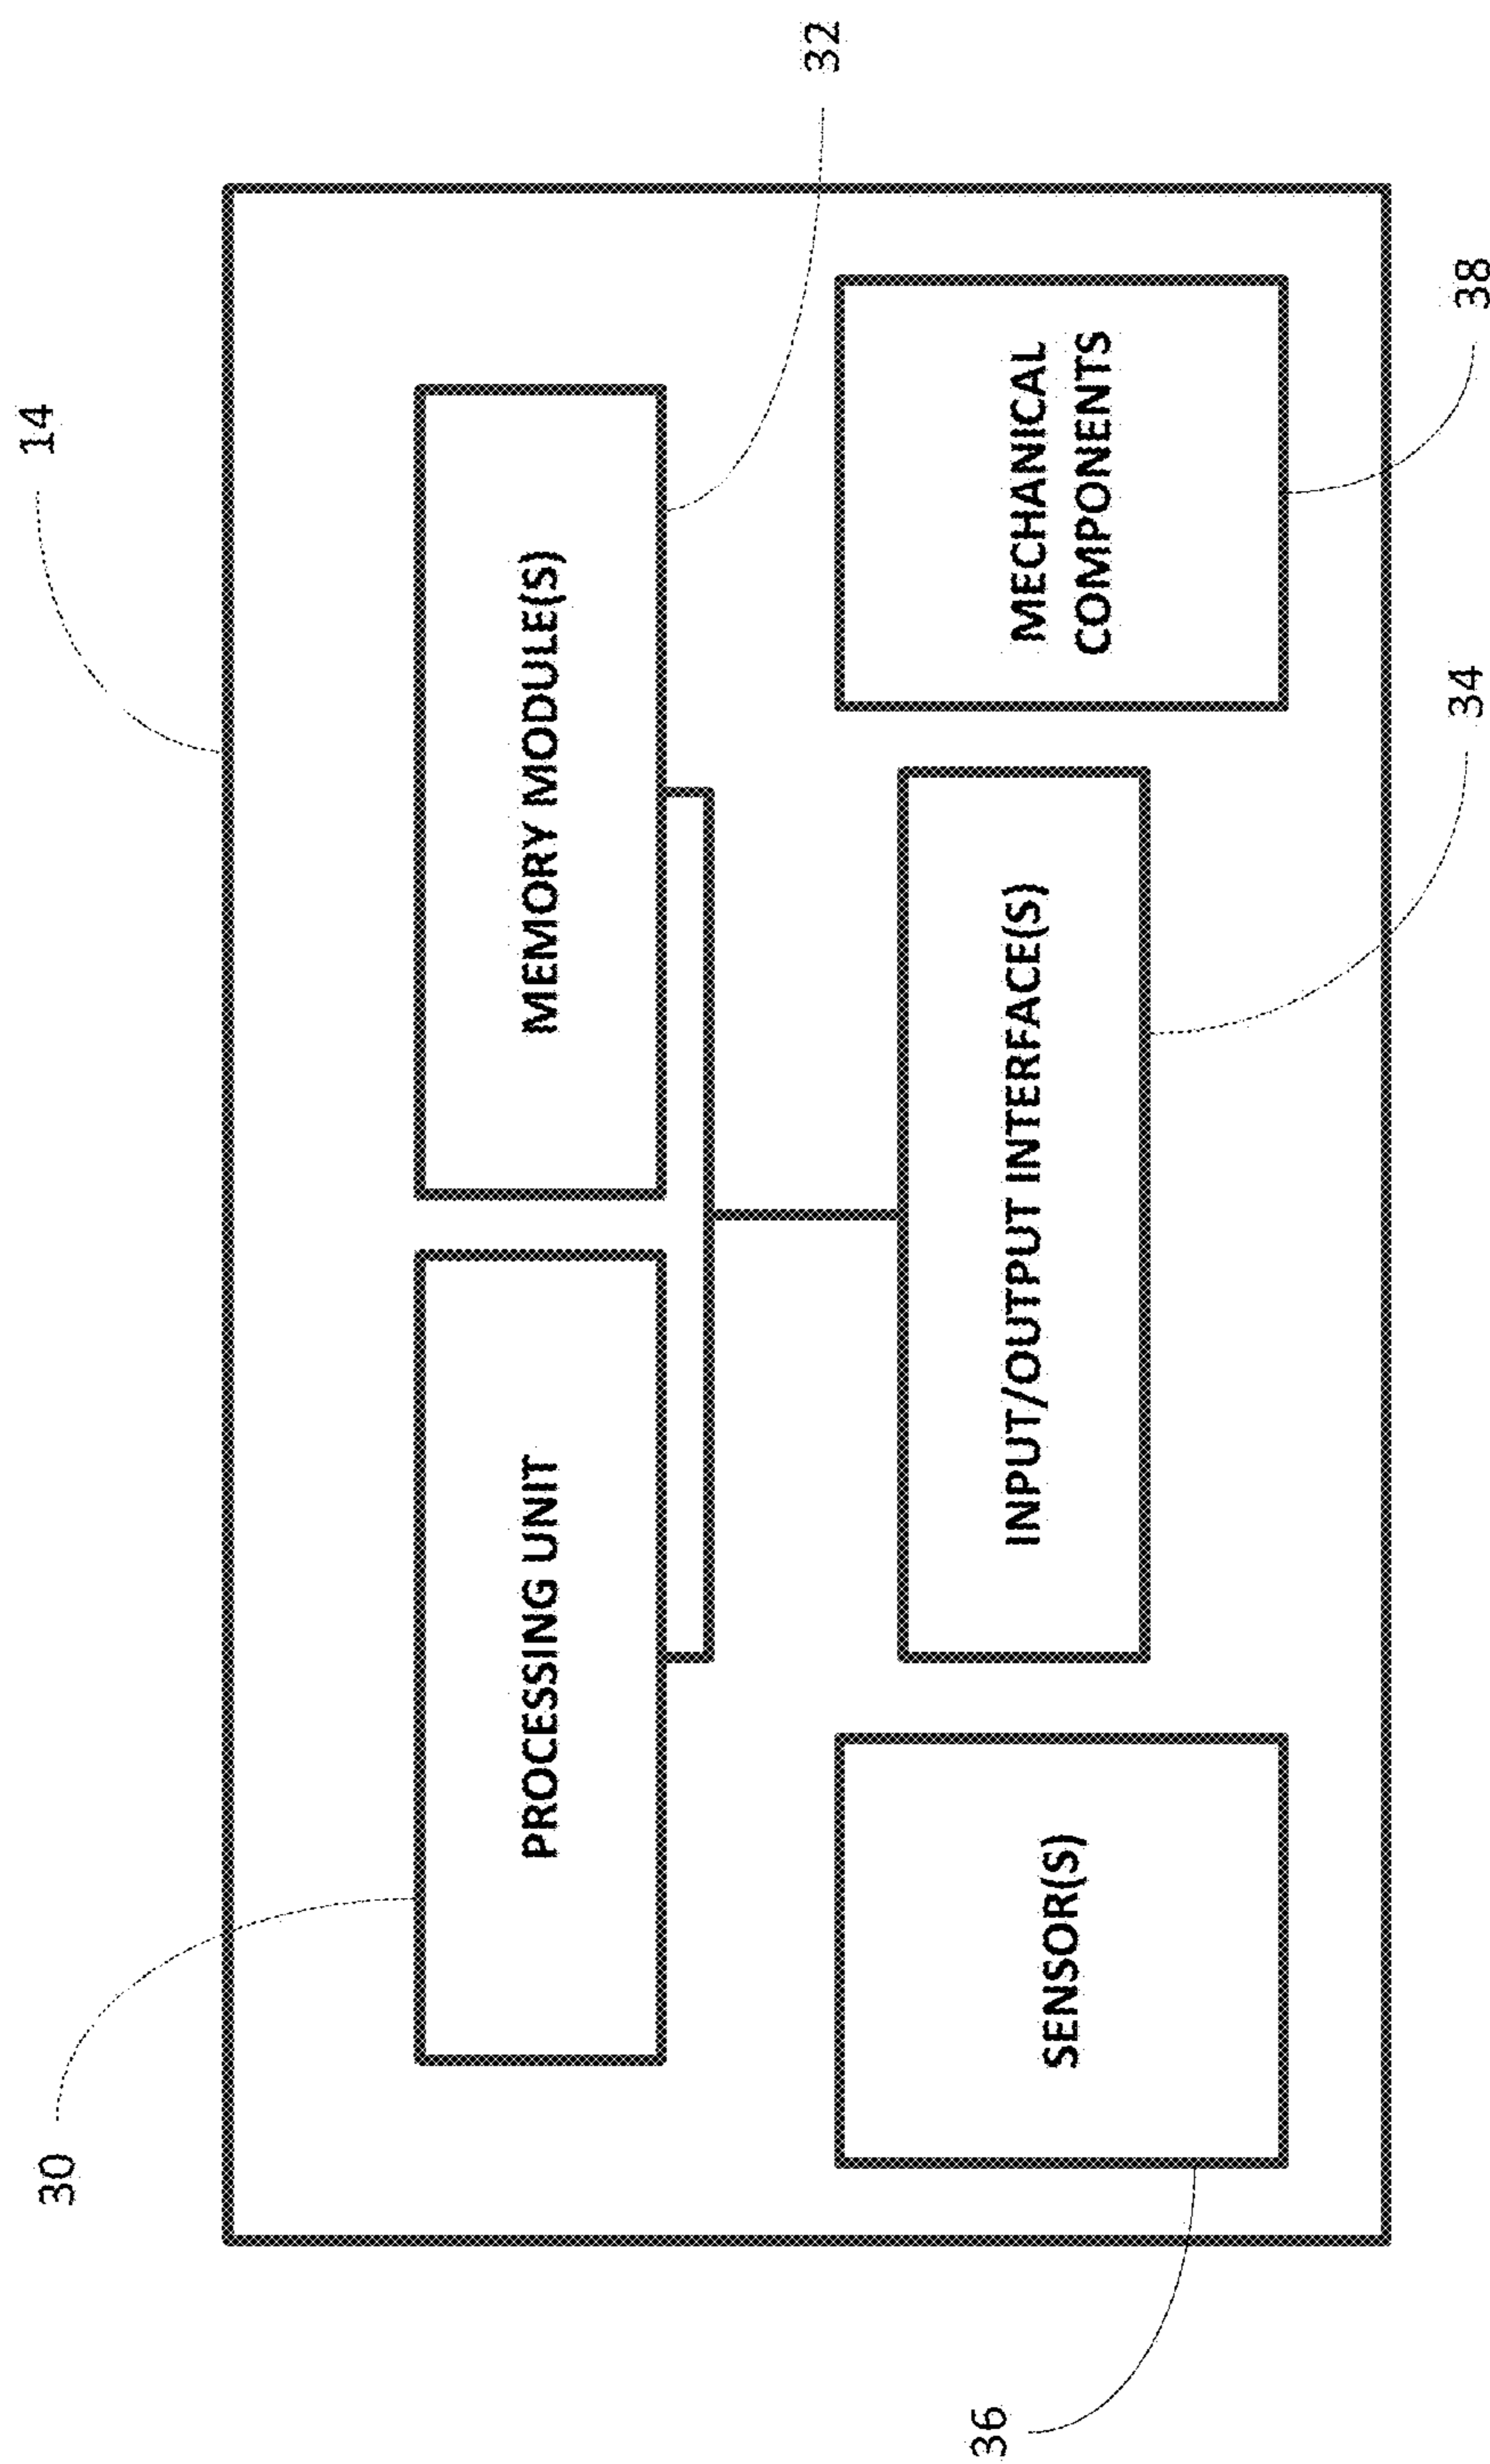 14
30
PROCESSING UNIT
MEMORY MODULE(S)
32
36
SENSOR(S)
INPUT/OUTPUT INTERFACE(S)
34
MECHANICAL
COMPONENTS
38